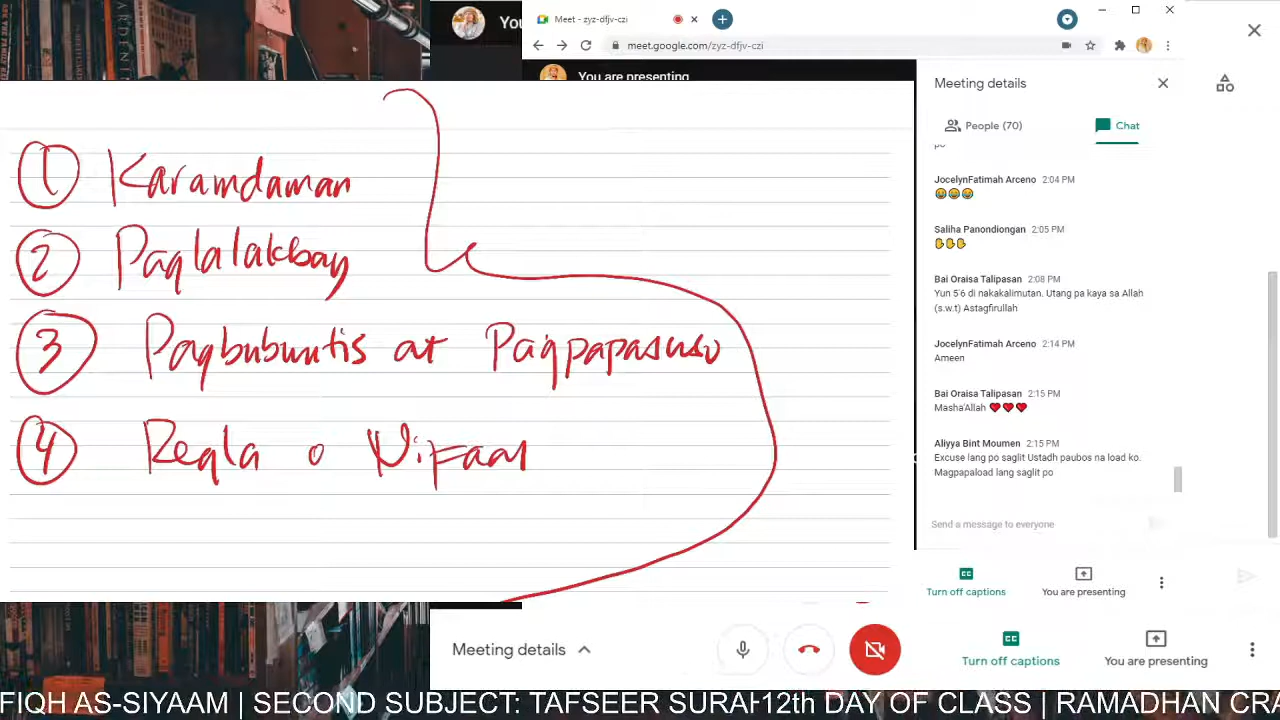 You
Meet - zyz-dfjv-czi
meet.google.com/zyz-dfjv-czi
You are presenting
① Karamdaman
② Paglalakbay
③ Pagbubuntis at Pagpapasuso
④ Regla o Nifaas
Meeting details
People (70)
Chat
po
JocelynFatimah Arceno 2:04 PM
😂😂😂
Saliha Panondiongan 2:05 PM
✋✋✋
Bai Oraisa Talipasan 2:08 PM
Yun 5'6 di nakakalimutan. Utang pa kaya sa Allah
(s.w.t) Astagfirullah
JocelynFatimah Arceno 2:14 PM
Ameen
Bai Oraisa Talipasan 2:15 PM
Masha'Allah ❤❤❤
Aliyya Bint Moumen 2:15 PM
Excuse lang po saglit Ustadh paubos na load ko.
Magpapaload lang saglit po
Send a message to everyone
Turn off captions
You are presenting
Meeting details
Turn off captions
You are presenting
FIQH AS-SIYAAM | SECOND SUBJECT: TAFSEER SURAH 12th DAY OF CLASS | RAMADHAN CRA